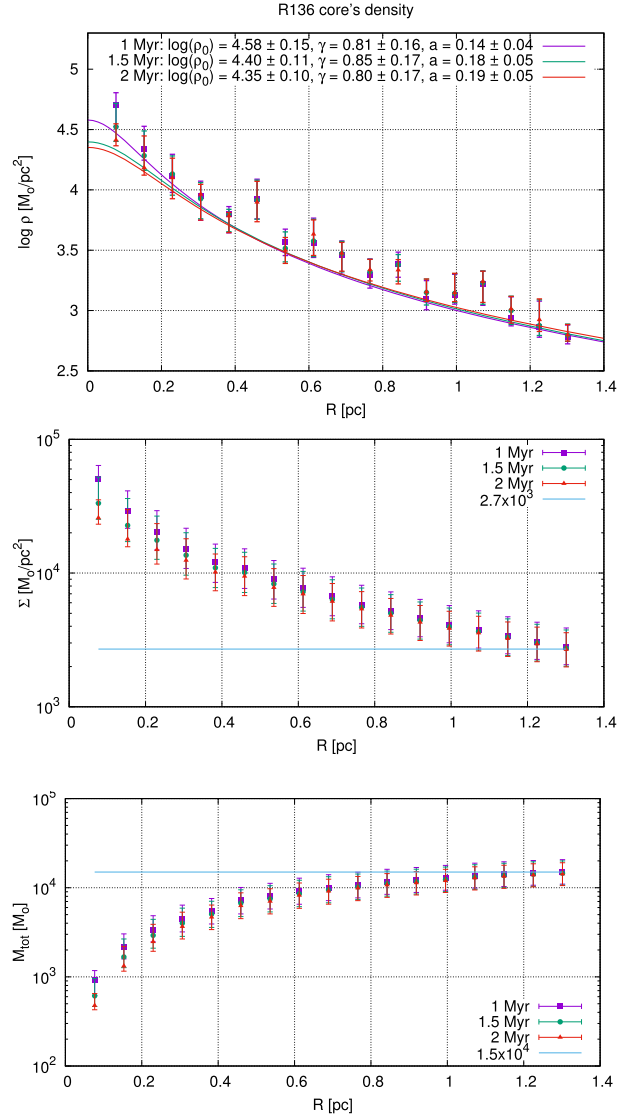 R136 core's density
1 Myr: log(ρ₀) = 4.58 ± 0.15, γ = 0.81 ± 0.16, a = 0.14 ± 0.04
1.5 Myr: log(ρ₀) = 4.40 ± 0.11, γ = 0.85 ± 0.17, a = 0.18 ± 0.05
2 Myr: log(ρ₀) = 4.35 ± 0.10, γ = 0.80 ± 0.17, a = 0.19 ± 0.05
5
4.5
4
3.5
3
2.5
log ρ [M₀/pc²]
0 0.2 0.4 0.6 0.8 1 1.2 1.4
R [pc]
10⁵
10⁴
10³
Σ [M₀/pc²]
1 Myr
1.5 Myr
2 Myr
2.7x10³
0 0.2 0.4 0.6 0.8 1 1.2 1.4
R [pc]
10⁵
10⁴
10³
10²
Mₜₒₜ [M₀]
1 Myr
1.5 Myr
2 Myr
1.5x10⁴
0 0.2 0.4 0.6 0.8 1 1.2 1.4
R [pc]